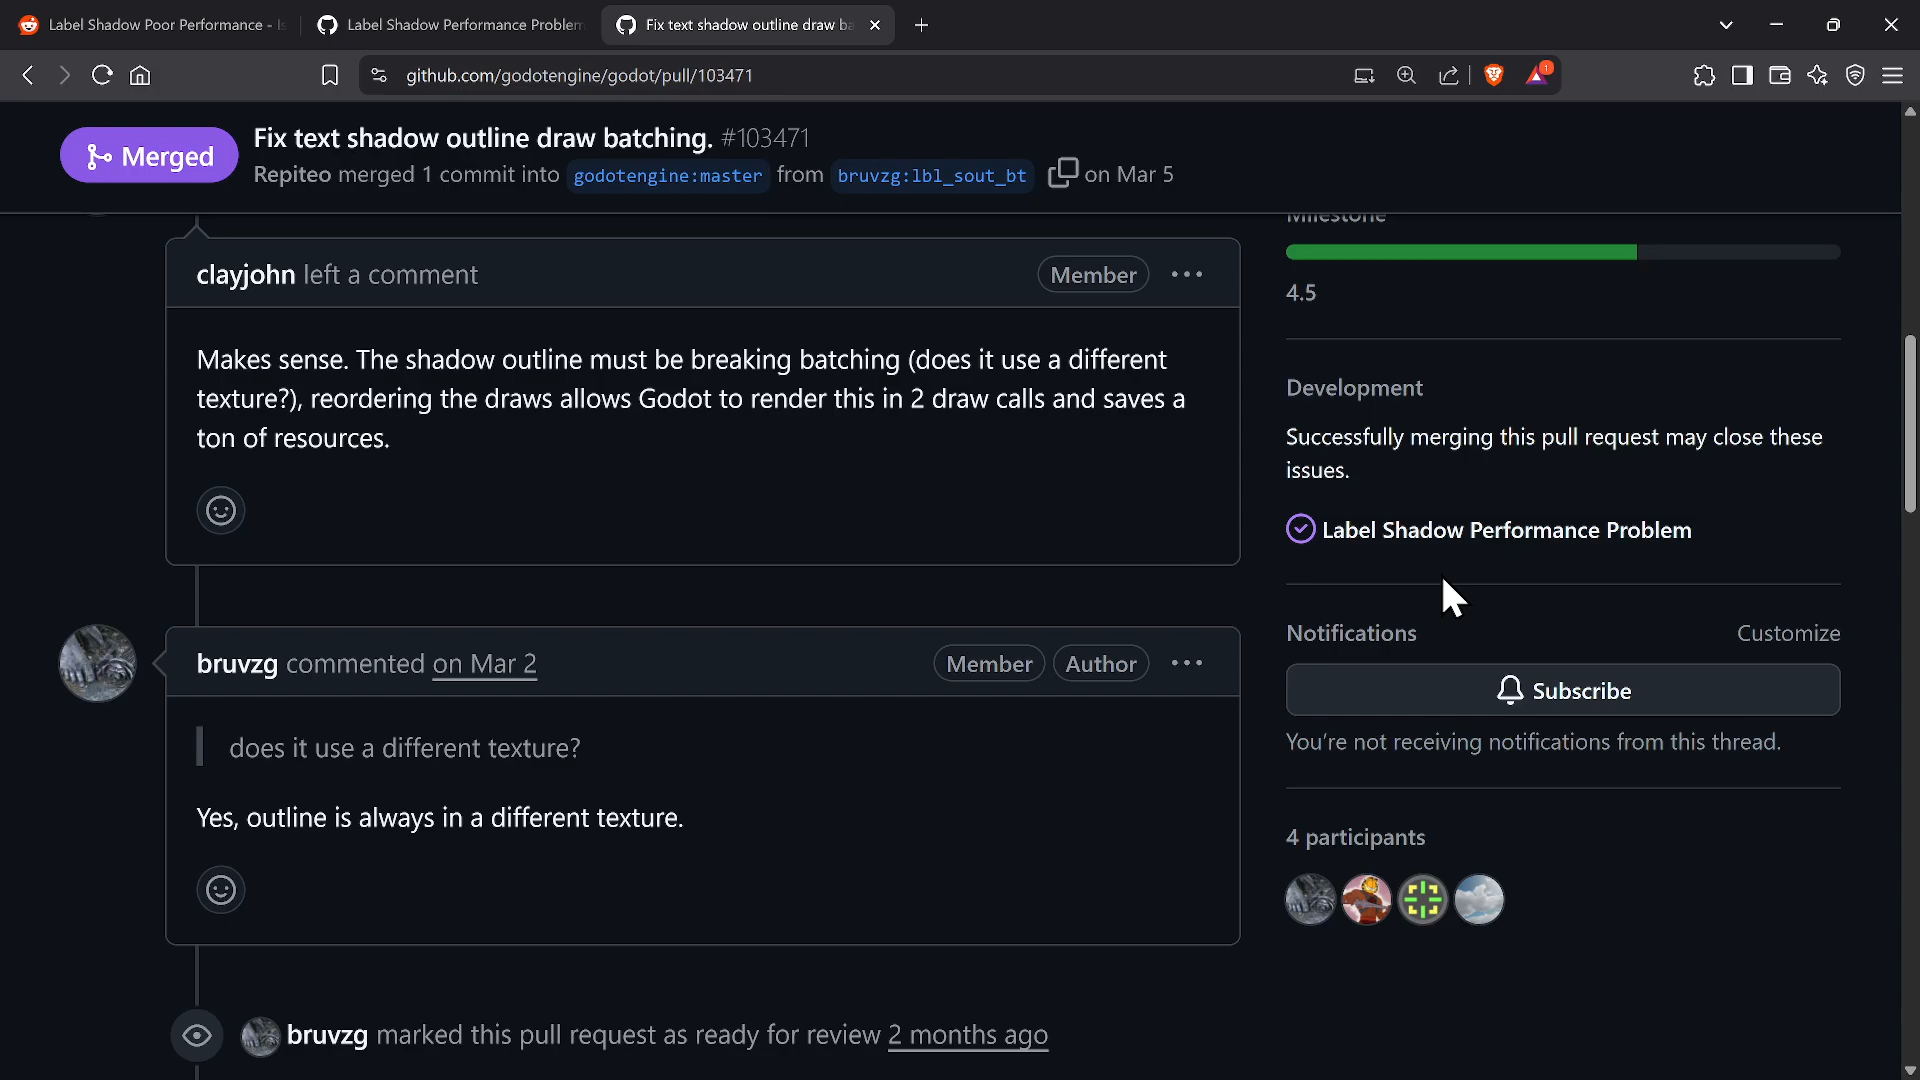 Label Shadow Poor Performance - Is
Label Shadow Performance Problem
Fix text shadow outline draw ba
github.com/godotengine/godot/pull/103471
1
Merged
Fix text shadow outline draw batching. #103471
Repiteo merged 1 commit into godotengine:master from bruvzg:lbl_sout_bt on Mar 5
Milestone
4.5
clayjohn left a comment
Member
Makes sense. The shadow outline must be breaking batching (does it use a different
texture?), reordering the draws allows Godot to render this in 2 draw calls and saves a
ton of resources.
Development
Successfully merging this pull request may close these
issues.
Label Shadow Performance Problem
Notifications
Customize
Subscribe
You're not receiving notifications from this thread.
4 participants
bruvzg commented on Mar 2
Member
Author
does it use a different texture?
Yes, outline is always in a different texture.
bruvzg marked this pull request as ready for review 2 months ago